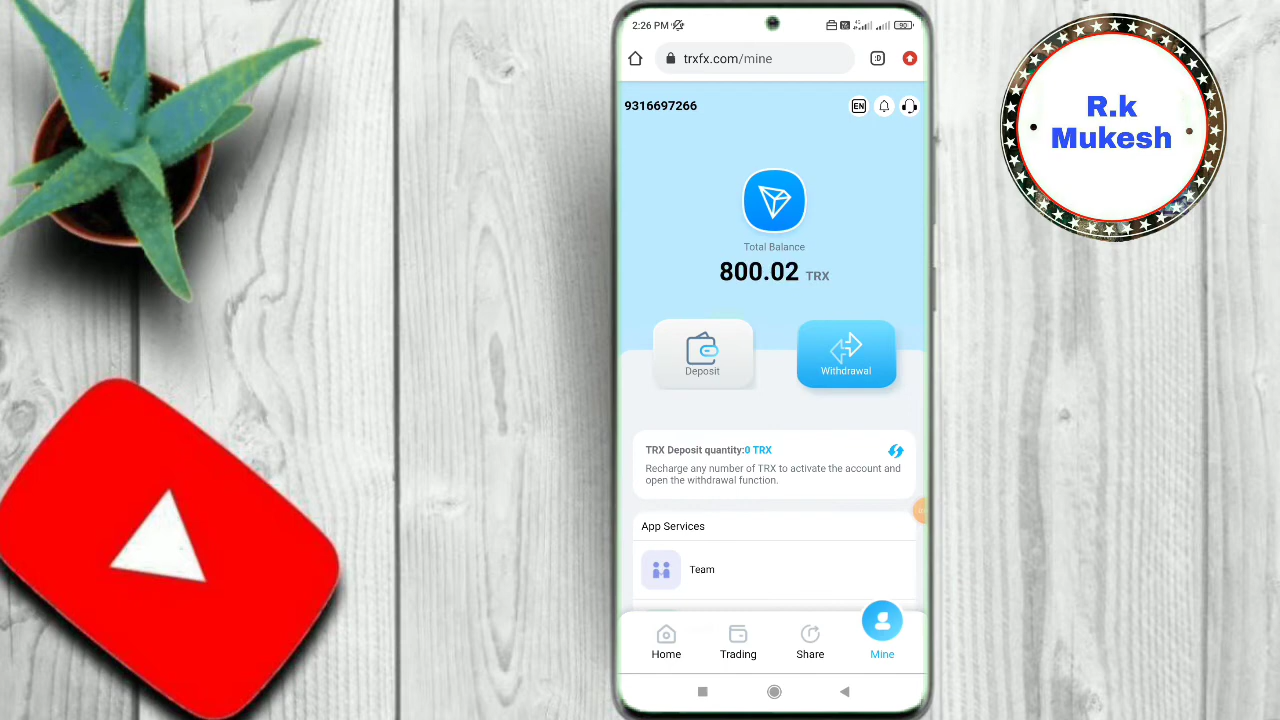 2:26 PM
90
trxfx.com/mine
:D
9316697266
EN
Total Balance
800.02 TRX
Deposit
Withdrawal
TRX Deposit quantity:0 TRX
Recharge any number of TRX to activate the account and
open the withdrawal function.
App Services
Team
Home
Trading
Share
Mine
R.k
Mukesh